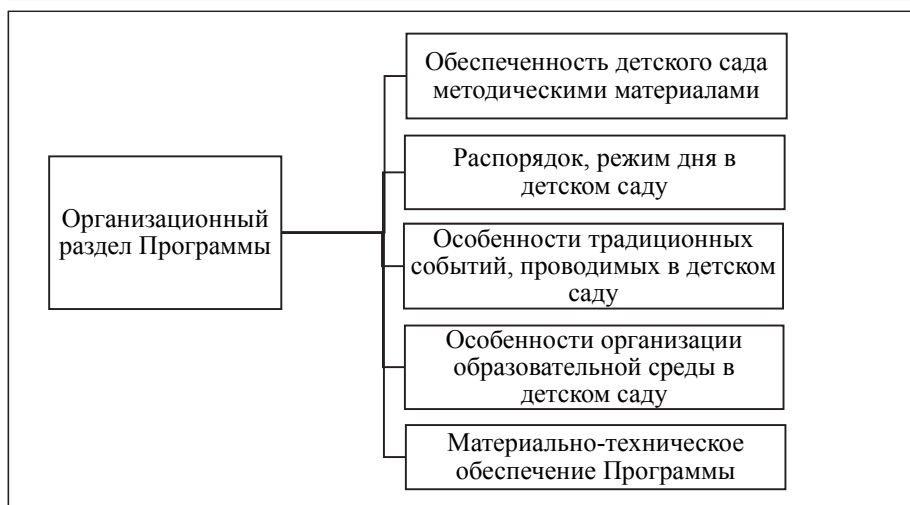 Организационный
раздел Программы
Обеспеченность детского сада
методическими материалами
Распорядок, режим дня в
детском саду
Особенности традиционных
событий, проводимых в детском
саду
Особенности организации
образовательной среды в
детском саду
Материально-техническое
обеспечение Программы